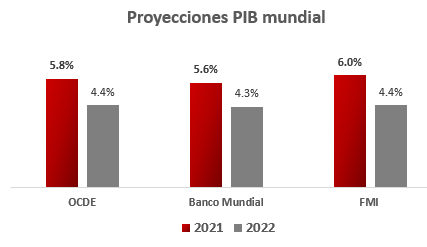 Proyecciones PIB mundial
5.8%
4.4%
5.6%
4.3%
6.0%
4.4%
OCDE
Banco Mundial
FMI
2021
2022